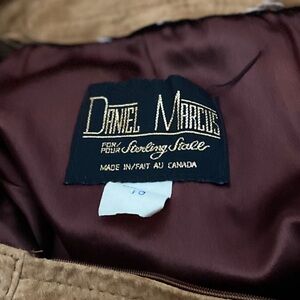 DANIEL MARCUS
FOR/
POUR Sterling Stall
MADE IN/FAIT AU CANADA
10